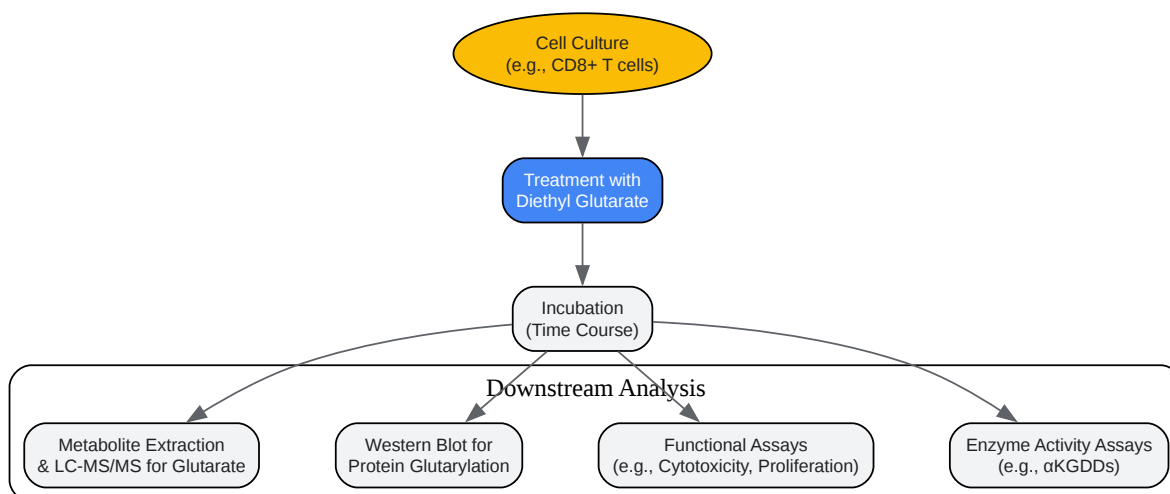 Cell Culture
(e.g., CD8+ T cells)
Treatment with
Diethyl Glutarate
Incubation
(Time Course)
Downstream Analysis
Metabolite Extraction
& LC-MS/MS for Glutarate
Western Blot for
Protein Glutarylation
Functional Assays
(e.g., Cytotoxicity, Proliferation)
Enzyme Activity Assays
(e.g., αKGDDs)